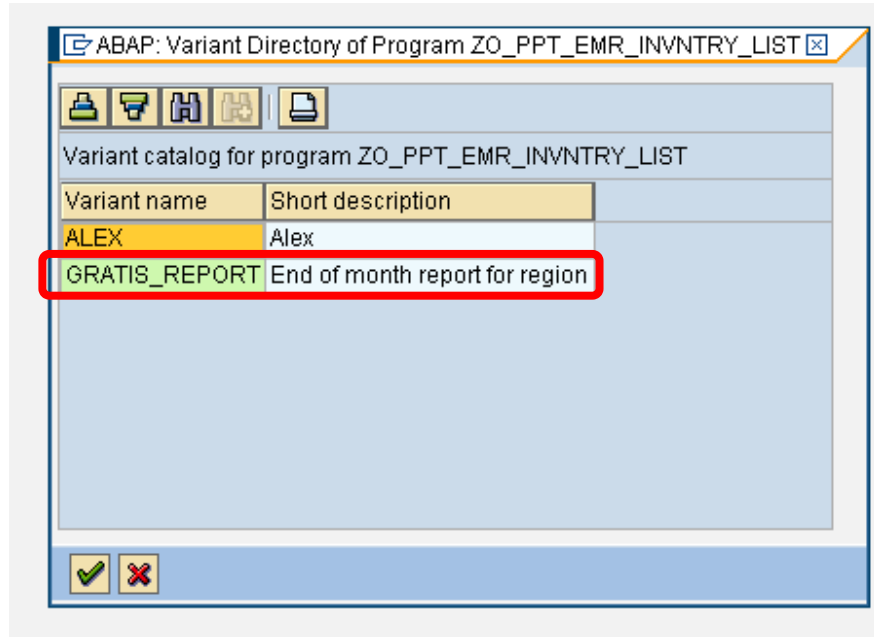 ABAP: Variant Directory of Program ZO_PPT_EMR_INVNTRY_LIST
Variant catalog for program ZO_PPT_EMR_INVNTRY_LIST
Variant name Short description
ALEX Alex
GRATIS_REPORT End of month report for region